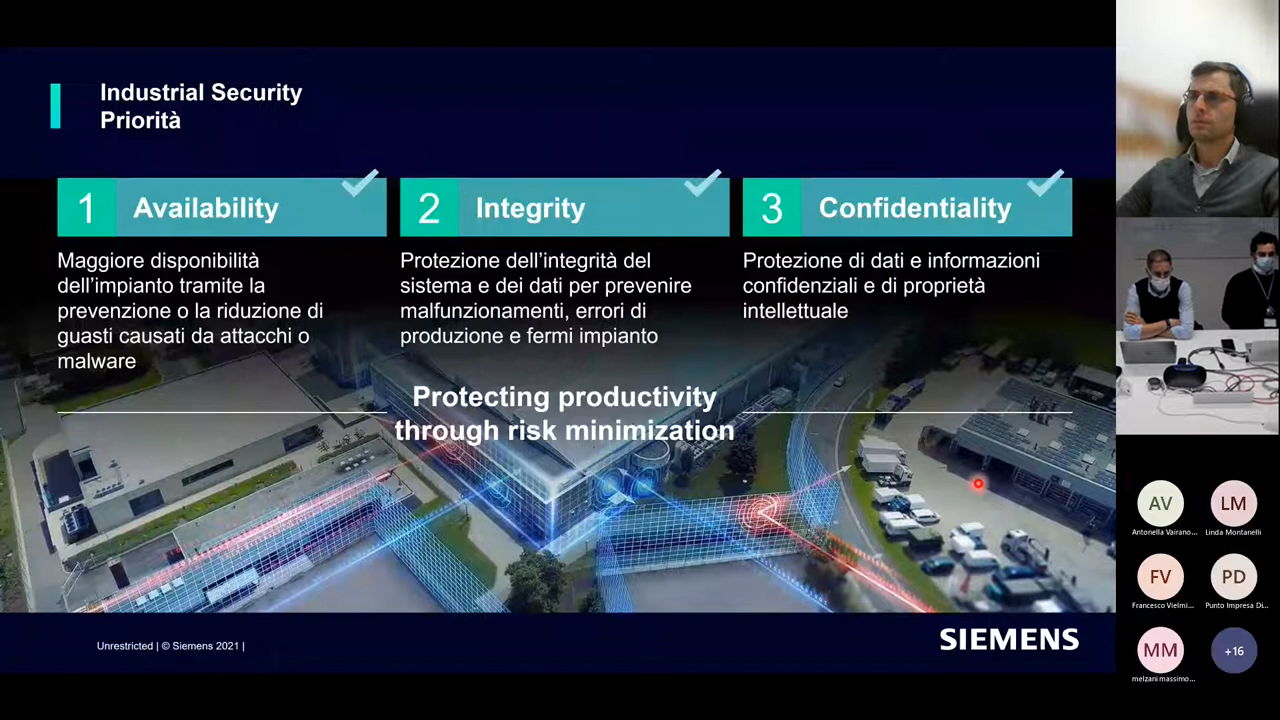 Industrial Security
Priorità
1 Availability
Maggiore disponibilità
dell'impianto tramite la
prevenzione o la riduzione di
guasti causati da attacchi o
malware
2 Integrity
Protezione dell'integrità del
sistema e dei dati per prevenire
malfunzionamenti, errori di
produzione e fermi impianto
3 Confidentiality
Protezione di dati e informazioni
confidenziali e di proprietà
intellettuale
Protecting productivity
through risk minimization
Unrestricted | © Siemens 2021 |
SIEMENS
AV
Antonella Vairano...
LM
Linda Montanelli
FV
Francesco Vielmi...
PD
Punto Impresa Di...
MM
melzani massimo...
+16